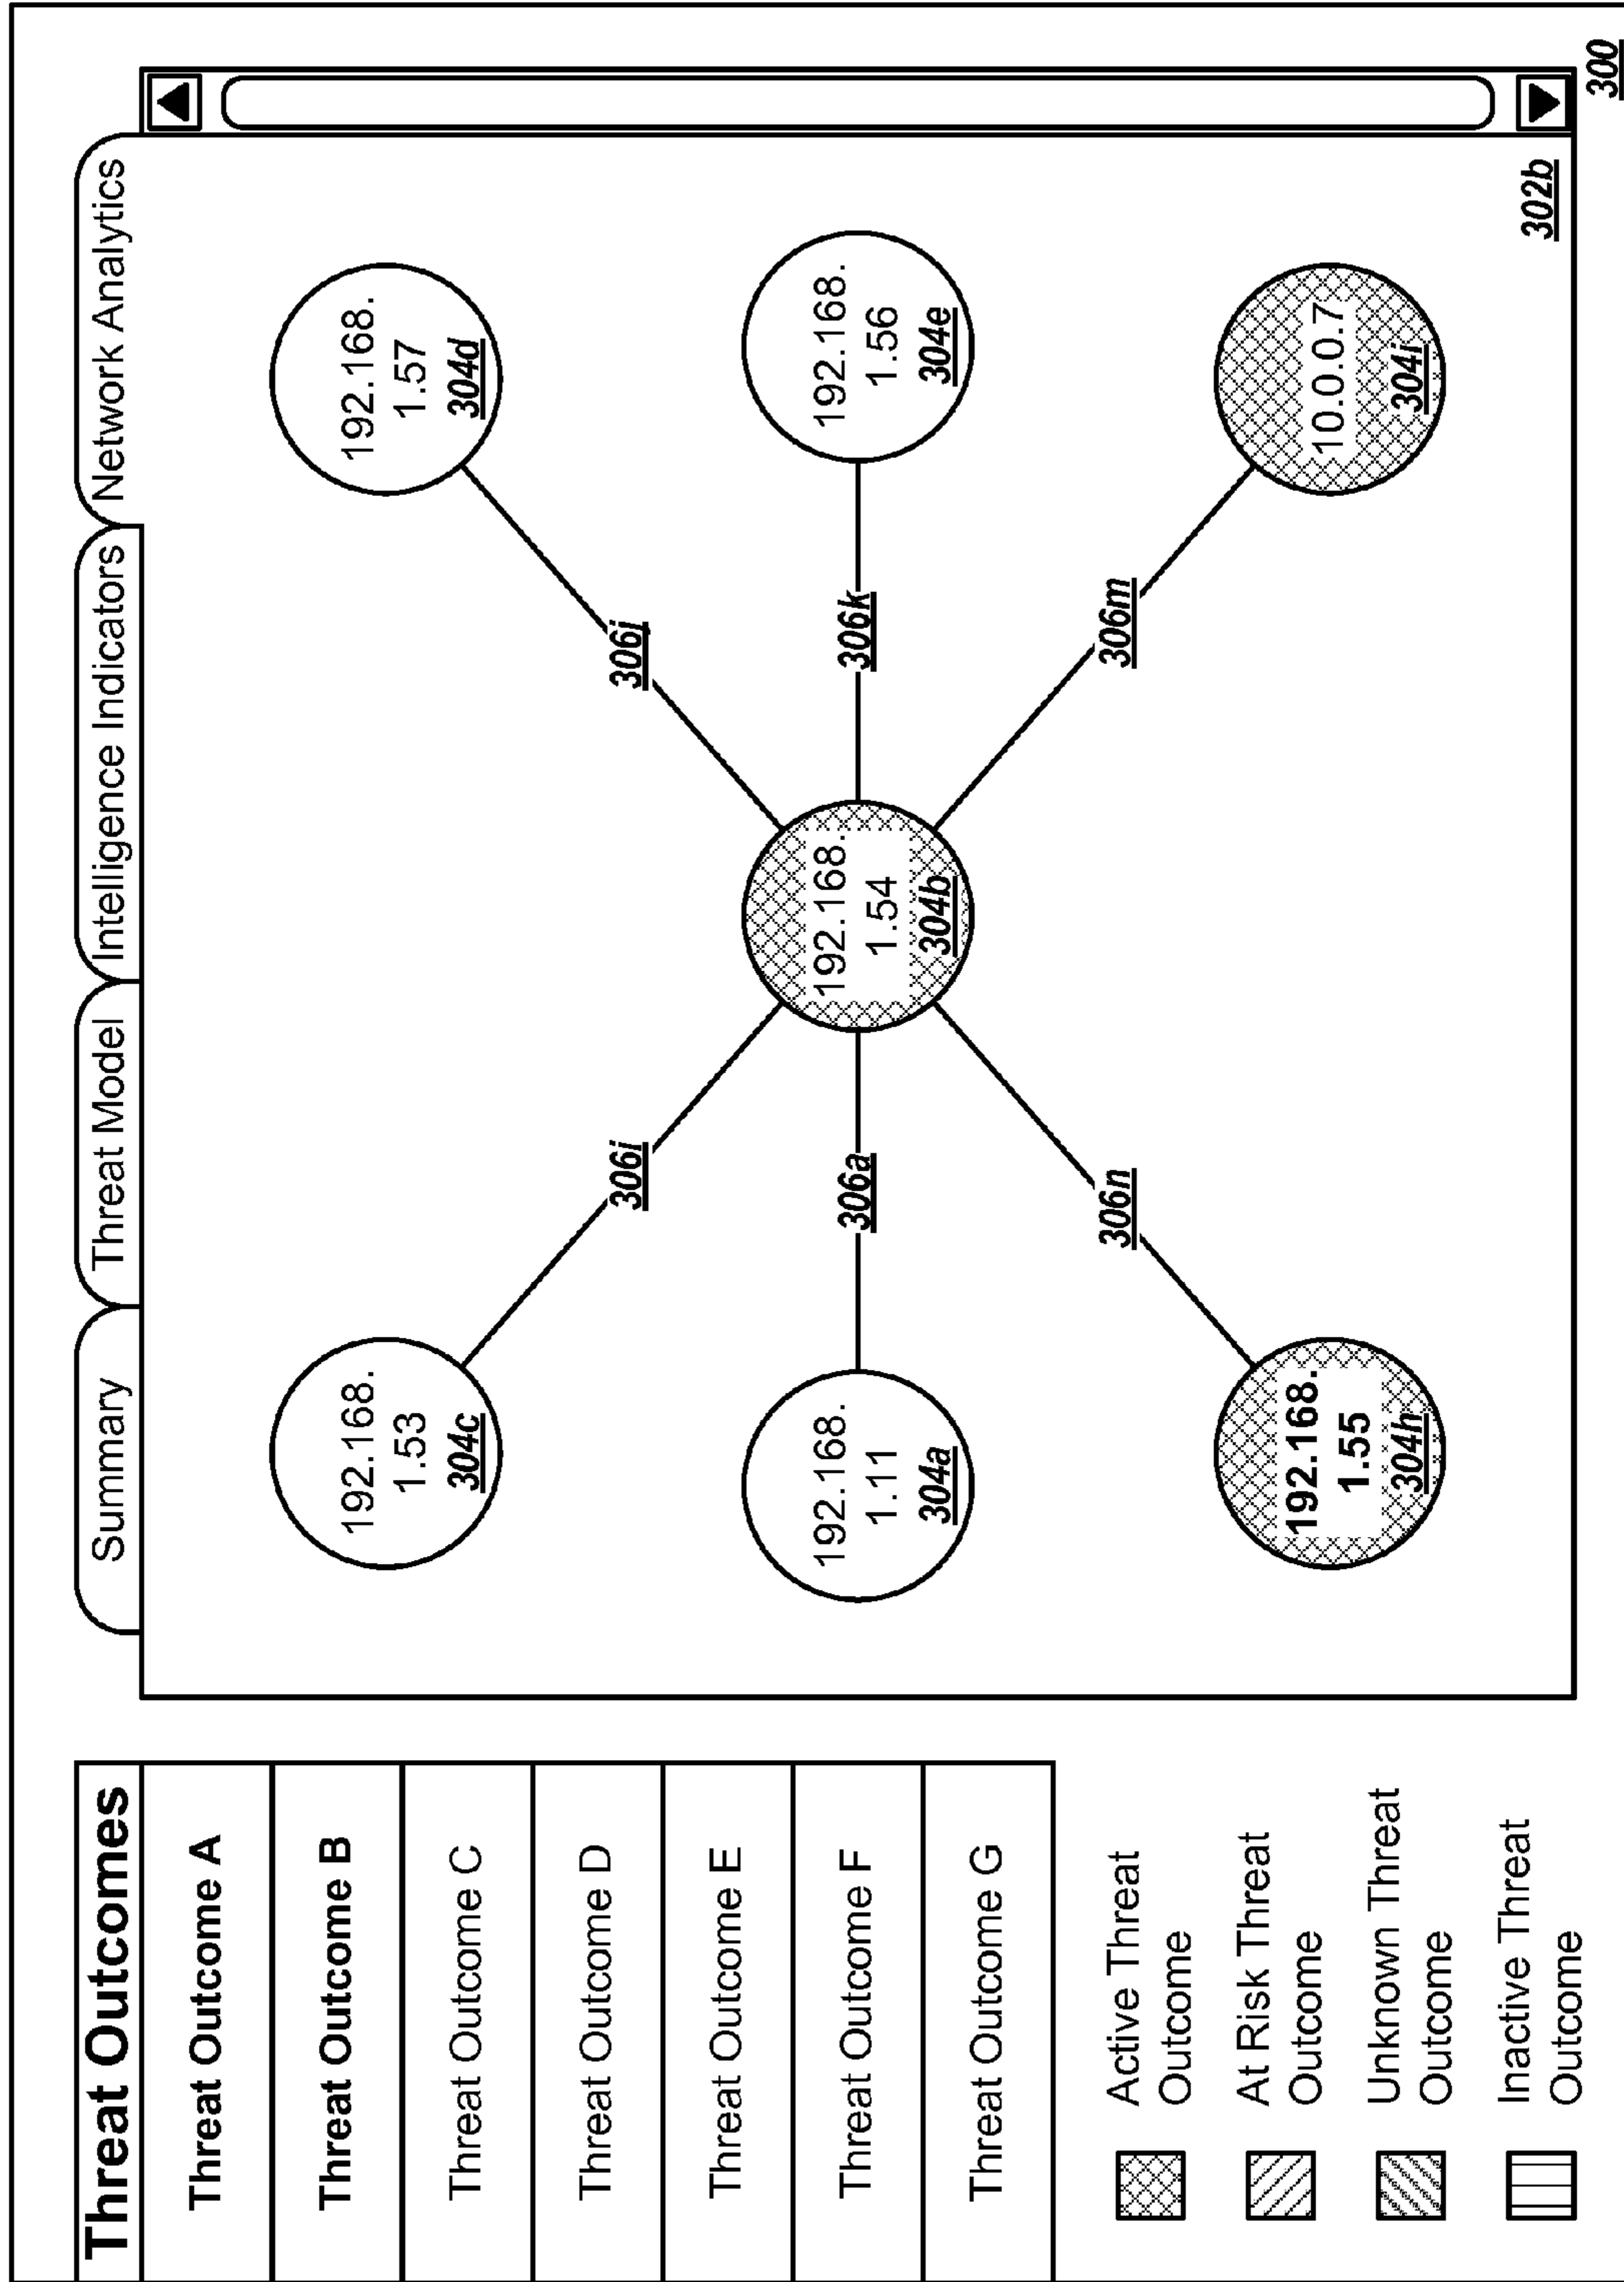 Threat Outcomes
Threat Outcome A
Threat Outcome B
Threat Outcome C
Threat Outcome D
Threat Outcome E
Threat Outcome F
Threat Outcome G
Active Threat
Outcome
At Risk Threat
Outcome
Unknown Threat
Outcome
Inactive Threat
Outcome
Summary
Threat Model
Intelligence Indicators
Network Analytics
192.168.
1.53
304c
192.168.
1.57
304d
306i
306j
192.168.
1.11
304a
306a
192.168.
1.54
304b
306k
192.168.
1.56
304e
306n
306m
192.168.
1.55
304h
10.0.0.7
304i
302b
300